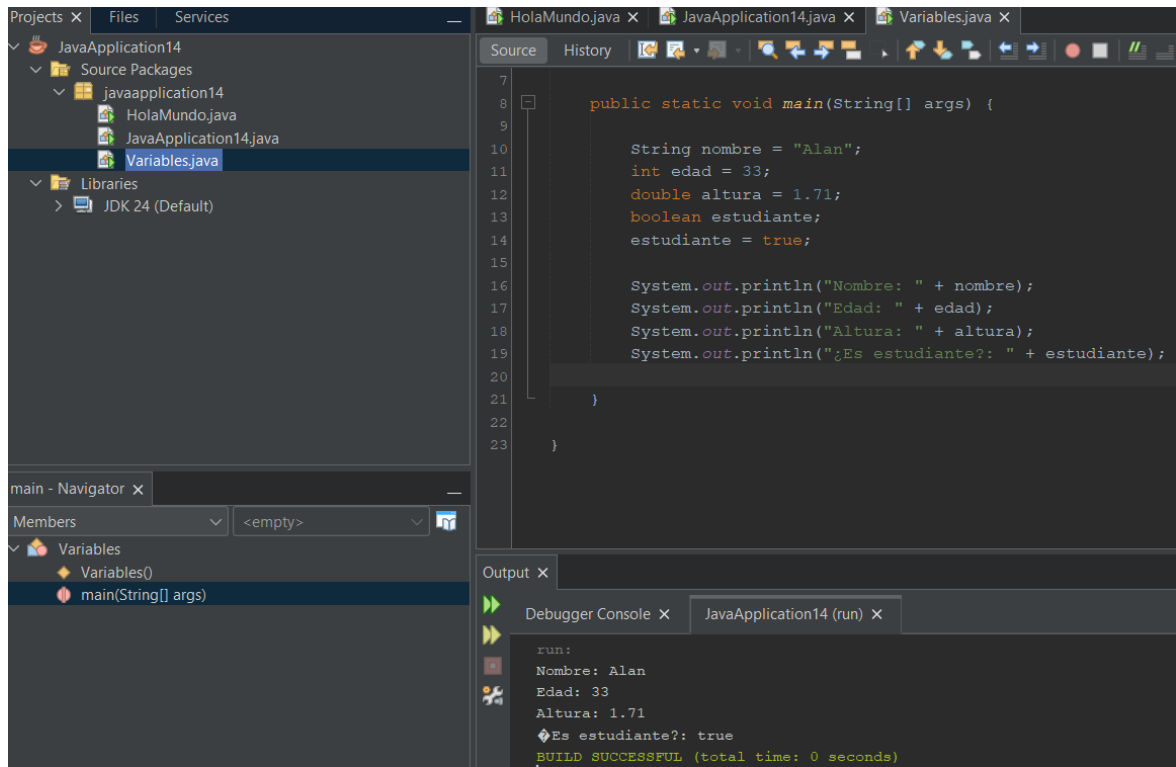 Projects Files Services
JavaApplication14
Source Packages
javaapplication14
HolaMundo.java
JavaApplication14.java
Variables.java
Libraries
JDK 24 (Default)
main - Navigator
Members <empty>
Variables
Variables()
main(String[] args)
HolaMundo.java JavaApplication14.java Variables.java
Source History
7
8 public static void main(String[] args) {
9
10 String nombre = "Alan";
11 int edad = 33;
12 double altura = 1.71;
13 boolean estudiante;
14 estudiante = true;
15
16 System.out.println("Nombre: " + nombre);
17 System.out.println("Edad: " + edad);
18 System.out.println("Altura: " + altura);
19 System.out.println("¿Es estudiante?: " + estudiante);
20
21 }
22
23 }
Output
Debugger Console JavaApplication14 (run)
run:
Nombre: Alan
Edad: 33
Altura: 1.71
�Es estudiante?: true
BUILD SUCCESSFUL (total time: 0 seconds)